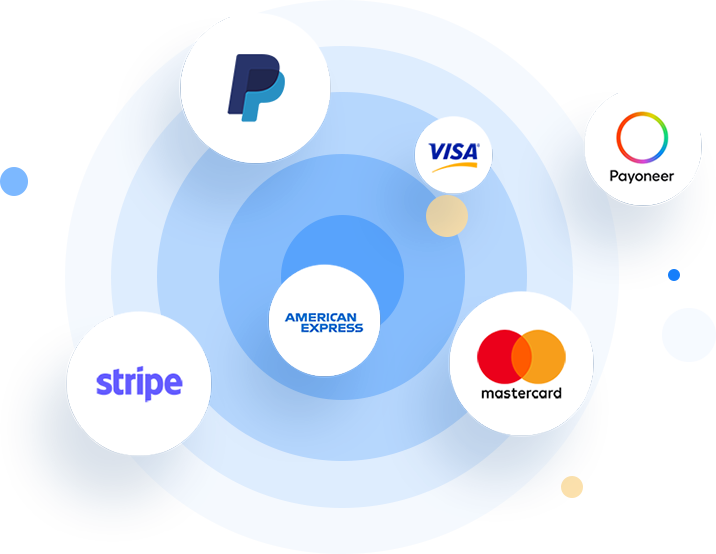 VISA
Payoneer
AMERICAN
EXPRESS
stripe
mastercard